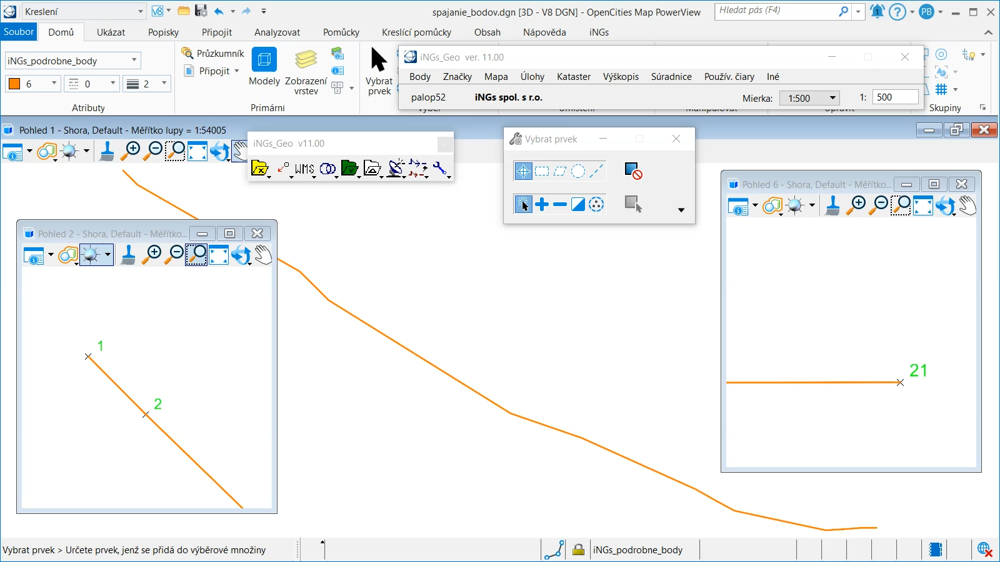 Kreslení
V8
spajanie_bodov.dgn [3D - V8 DGN] - OpenCities Map PowerView
Hledat pás (F4)
1
PB
Soubor
Domů
Ukázat
Popisky
Připojit
Analyzovat
Pomůcky
Kreslící pomůcky
Obsah
Nápověda
iNGs
iNGs_podrobne_body
6
0
2
Atributy
Průzkumník
Připojit
Modely
Zobrazení vrstev
Primární
Vybrat prvek
Skupiny
iNGs_Geo ver. 11.00
Body
Značky
Mapa
Úlohy
Kataster
Výškopis
Súradnice
Použív. čiary
Iné
palop52
iNGs spol. s r.o.
Mierka:
1:500
1:
500
Pohled 1 - Shora, Default - Měřítko lupy = 1:54005
iNGs_Geo v11.00
WMS
Vybrat prvek
Pohled 6 - Shora, Default - Měřítko...
Pohled 2 - Shora, Default - Měřítko...
1
2
21
Vybrat prvek > Určete prvek, jenž se přidá do výběrové množiny
iNGs_podrobne_body